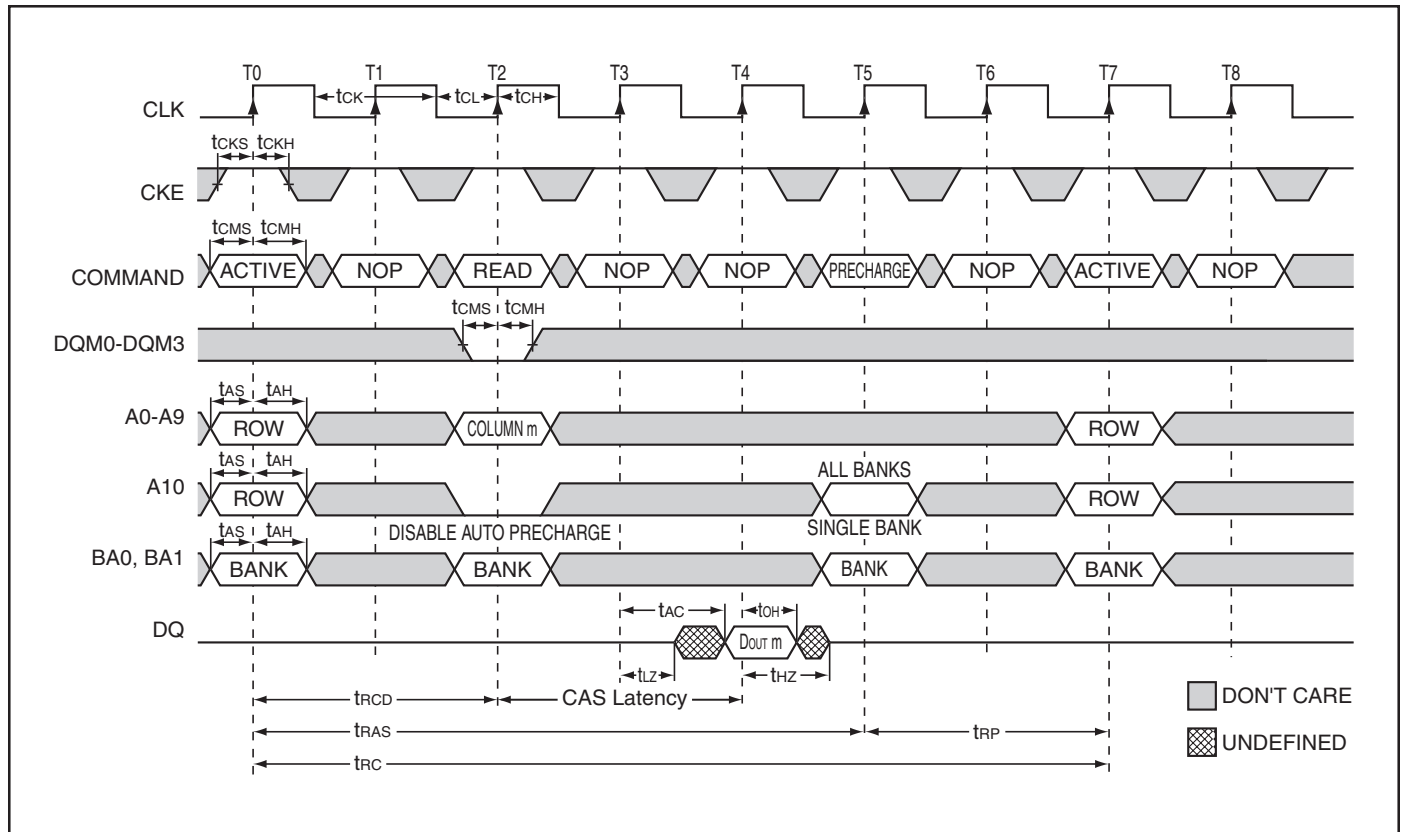 T0 T1 T2 T3 T4 T5 T6 T7 T8
CLK tCK tCL tCH
tCKS tCKH
CKE
tCMS tCMH
COMMAND ACTIVE NOP READ NOP NOP PRECHARGE NOP ACTIVE NOP
tCMS tCMH
DQM0-DQM3
tAS tAH
A0-A9 ROW COLUMN m ROW
tAS tAH ALL BANKS
A10 ROW ROW
DISABLE AUTO PRECHARGE SINGLE BANK
tAS tAH
BA0, BA1 BANK BANK BANK BANK
tAC tOH
DQ DOUT m
tLZ tHZ
tRCD CAS Latency
DON'T CARE
tRAS tRP
UNDEFINED
tRC